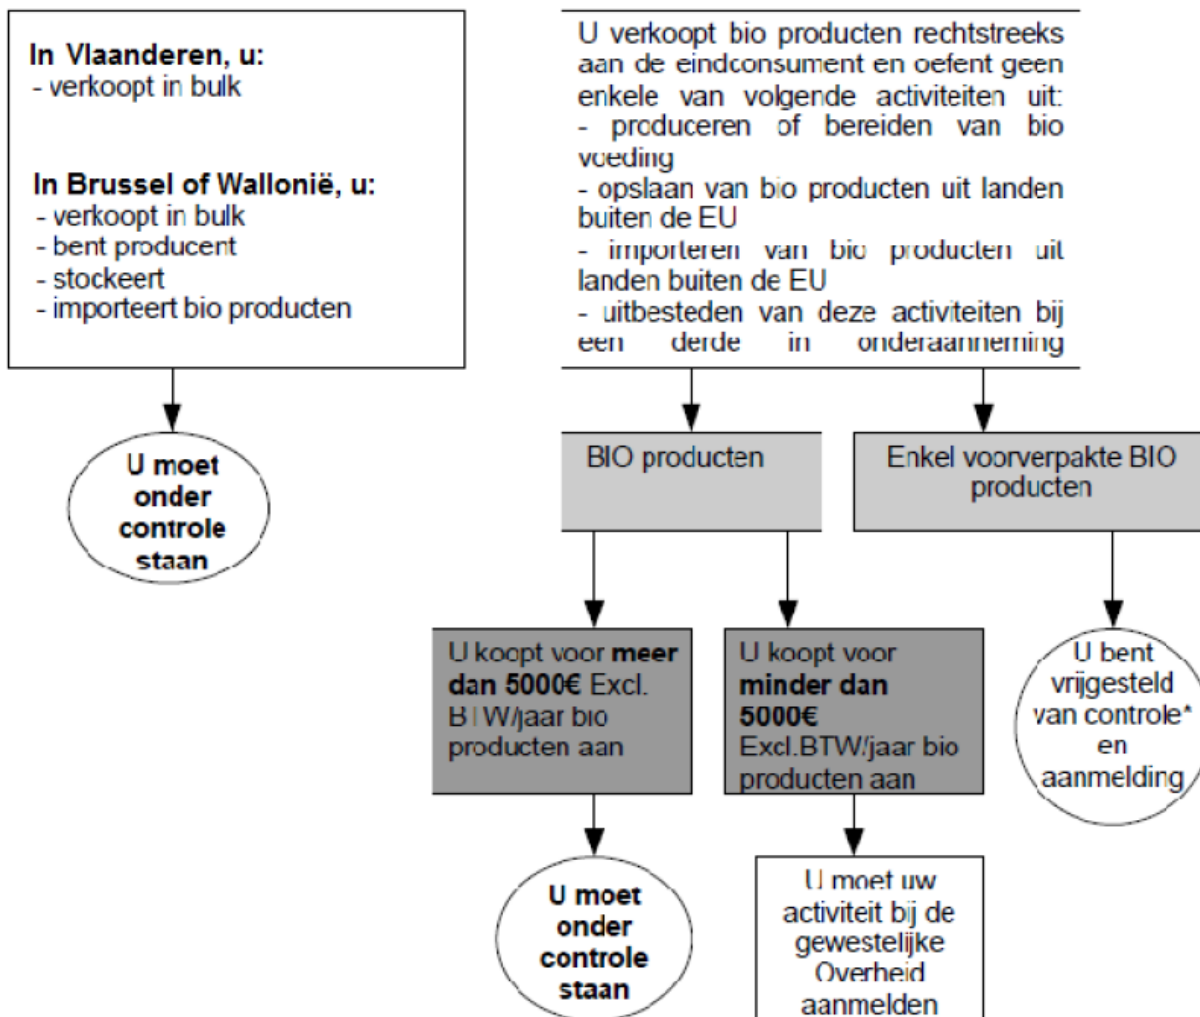 In Vlaanderen, u:
- verkoopt in bulk
In Brussel of Wallonië, u:
- verkoopt in bulk
- bent producent
- stockeert
- importeert bio producten
U moet
onder
controle
staan
U verkoopt bio producten rechtstreeks
aan de eindconsument en oefent geen
enkele van volgende activiteiten uit:
- produceren of bereiden van bio
voeding
- opslaan van bio producten uit landen
buiten de EU
- importeren van bio producten uit
landen buiten de EU
- uitbesteden van deze activiteiten bij
een derde in onderaanneming
BIO producten
Enkel voorverpakte BIO
producten
U koopt voor meer
dan 5000€ Excl.
BTW/jaar bio
producten aan
U koopt voor
minder dan
5000€
Excl.BTW/jaar bio
producten aan
U bent
vrijgesteld
van controle*
en
aanmelding
U moet
onder
controle
staan
U moet uw
activiteit bij de
gewestelijke
Overheid
aanmelden